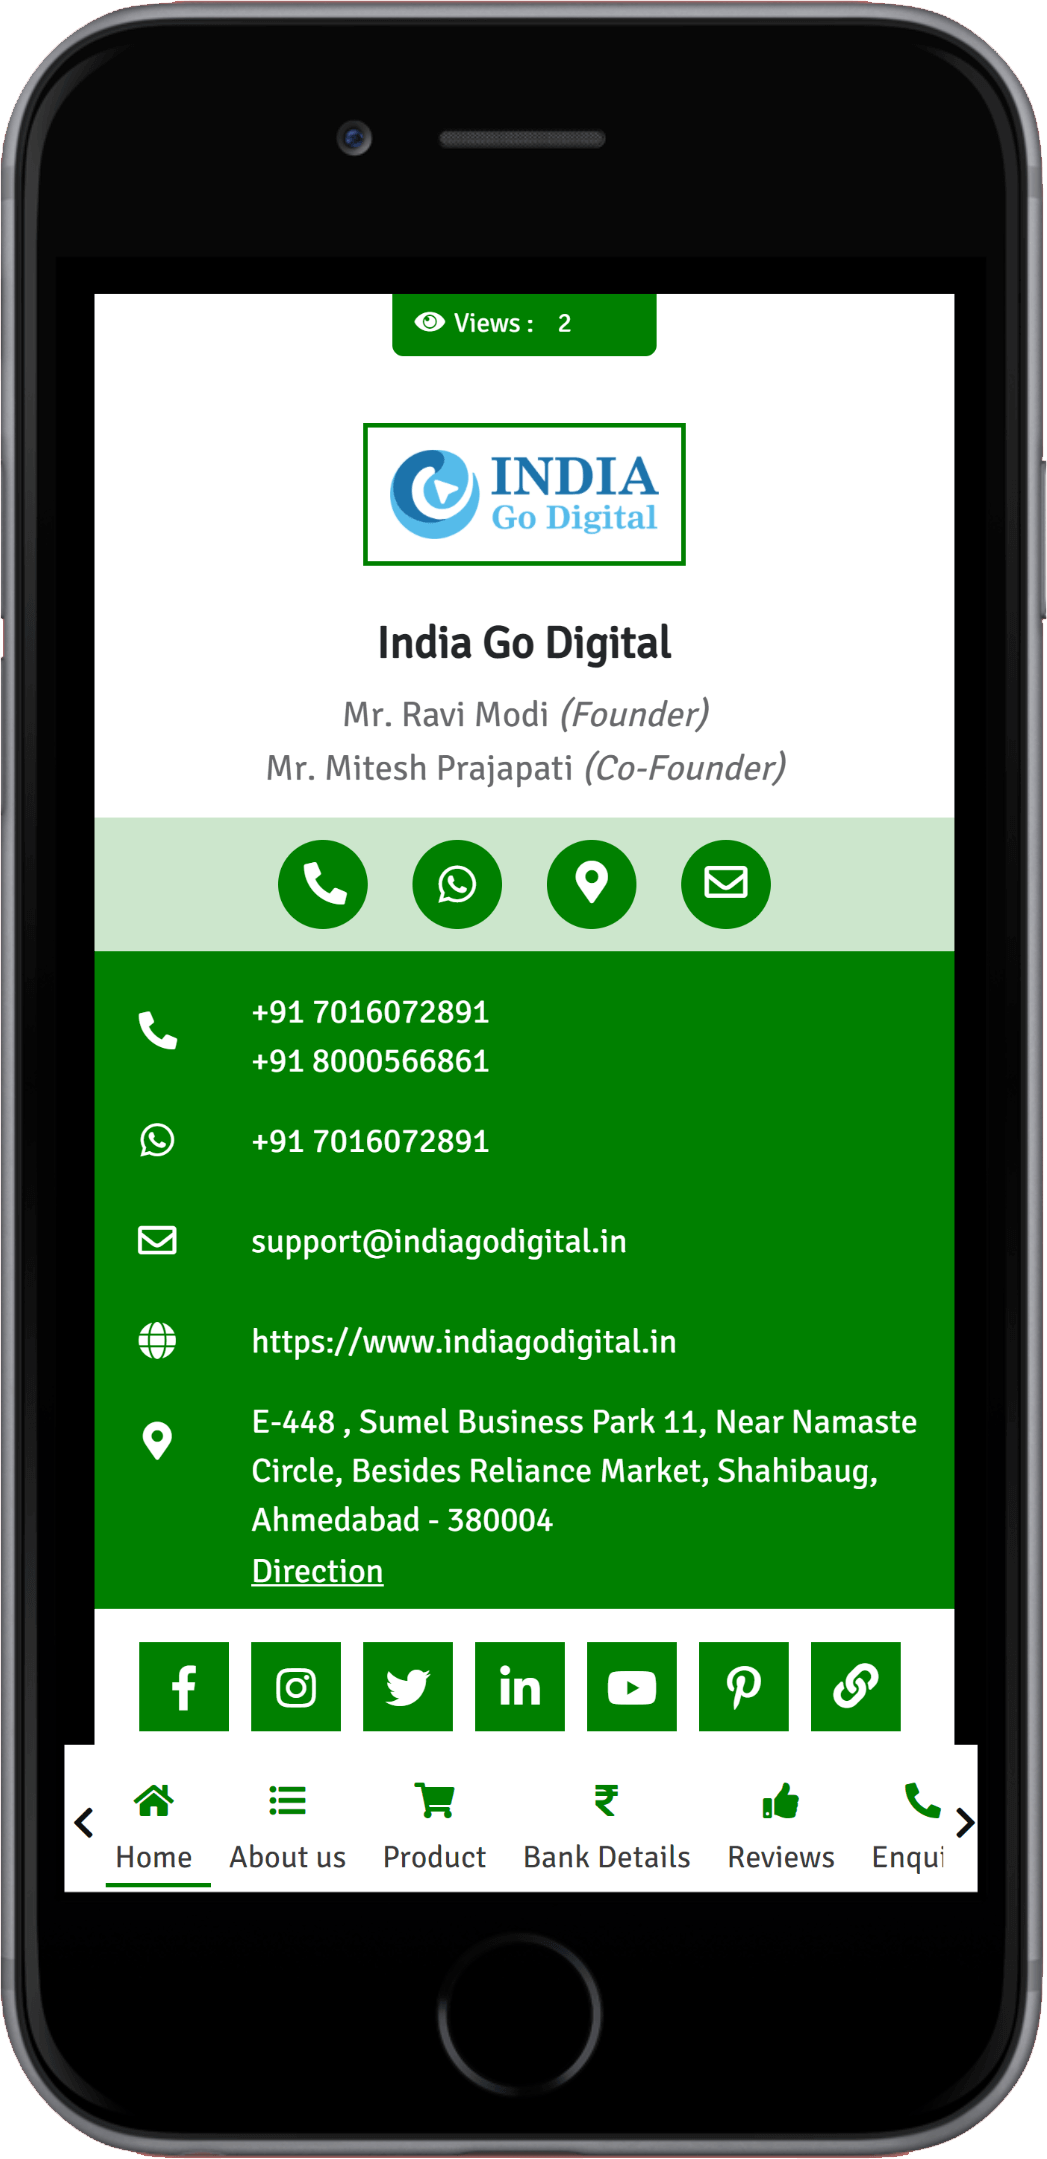 Views : 2
INDIA
Go Digital
India Go Digital
Mr. Ravi Modi (Founder)
Mr. Mitesh Prajapati (Co-Founder)
+91 7016072891
+91 8000566861
+91 7016072891
support@indiagodigital.in
https://www.indiagodigital.in
E-448 , Sumel Business Park 11, Near Namaste
Circle, Besides Reliance Market, Shahibaug,
Ahmedabad - 380004
Direction
Home About us Product Bank Details Reviews Enqui